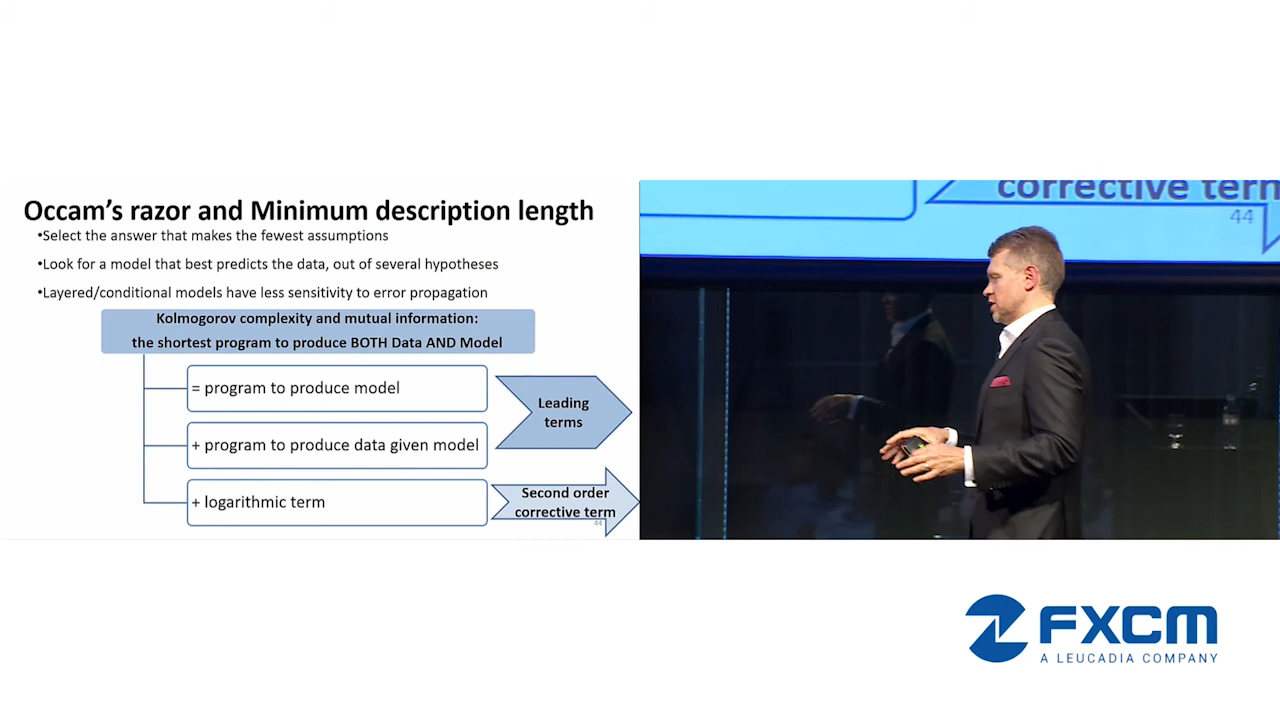 Occam's razor and Minimum description length
•Select the answer that makes the fewest assumptions
•Look for a model that best predicts the data, out of several hypotheses
•Layered/conditional models have less sensitivity to error propagation
Kolmogorov complexity and mutual information:
the shortest program to produce BOTH Data AND Model
= program to produce model
+ program to produce data given model
+ logarithmic term
Leading
terms
Second order
corrective term
44
corrective term
44
FXCM
A LEUCADIA COMPANY